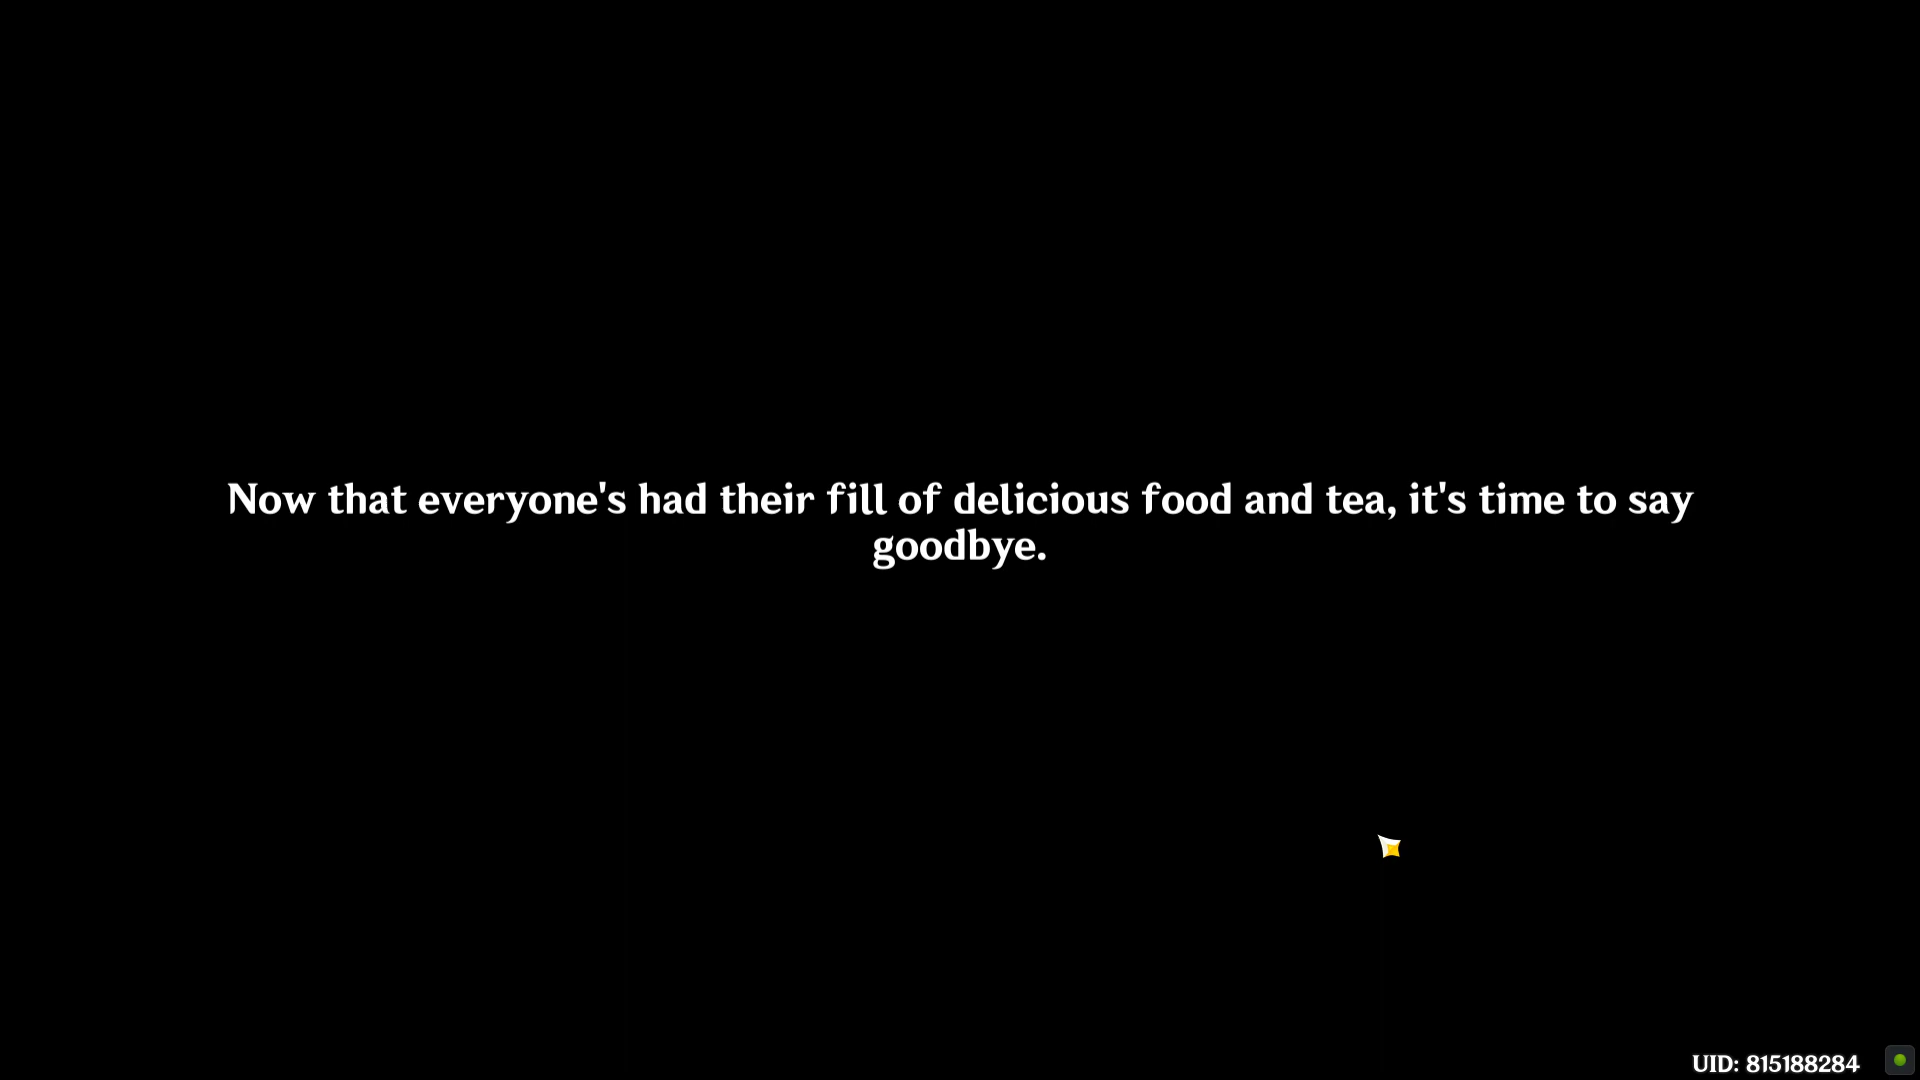 Now that everyone's had their fill of delicious food and tea, it's time to say
goodbye.
UID: 815188284